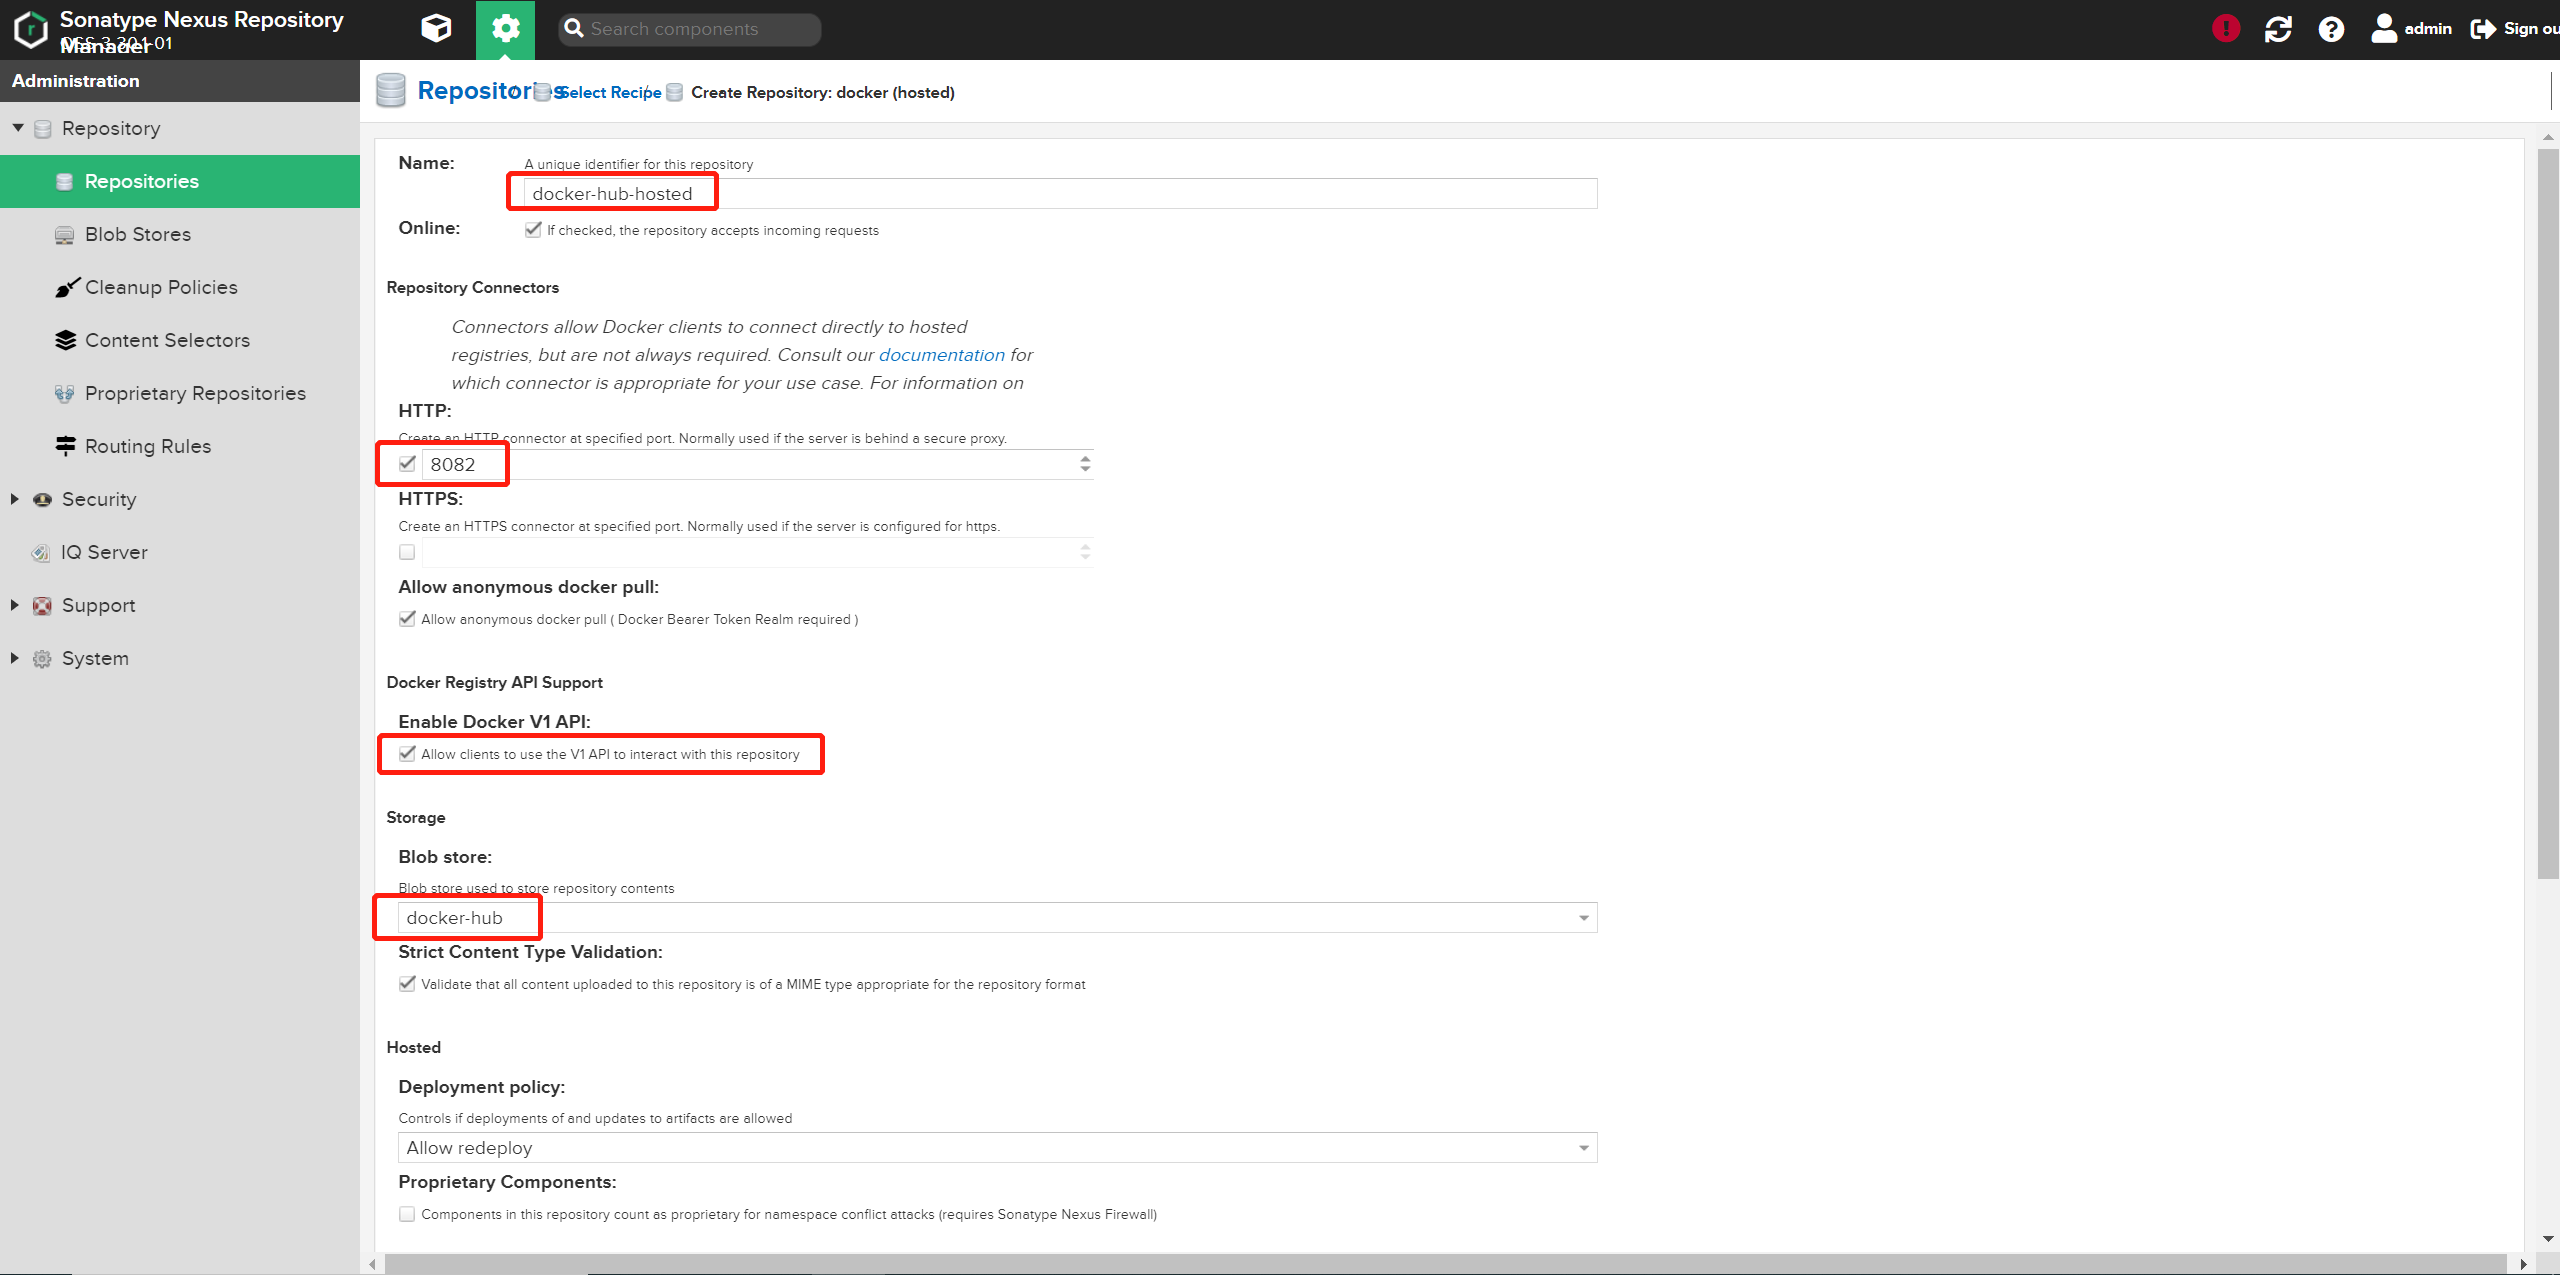 Sonatype Nexus Repository Manager
OSS 3.30.1-01
Search components
admin
Sign ou
Administration
Repositories / Select Recipe / Create Repository: docker (hosted)
Repository
Repositories
Blob Stores
Cleanup Policies
Content Selectors
Proprietary Repositories
Routing Rules
Security
IQ Server
Support
System
Name:
A unique identifier for this repository
docker-hub-hosted
Online:
If checked, the repository accepts incoming requests
Repository Connectors
Connectors allow Docker clients to connect directly to hosted
registries, but are not always required. Consult our documentation for
which connector is appropriate for your use case. For information on
HTTP:
Create an HTTP connector at specified port. Normally used if the server is behind a secure proxy.
8082
HTTPS:
Create an HTTPS connector at specified port. Normally used if the server is configured for https.
Allow anonymous docker pull:
Allow anonymous docker pull ( Docker Bearer Token Realm required )
Docker Registry API Support
Enable Docker V1 API:
Allow clients to use the V1 API to interact with this repository
Storage
Blob store:
Blob store used to store repository contents
docker-hub
Strict Content Type Validation:
Validate that all content uploaded to this repository is of a MIME type appropriate for the repository format
Hosted
Deployment policy:
Controls if deployments of and updates to artifacts are allowed
Allow redeploy
Proprietary Components:
Components in this repository count as proprietary for namespace conflict attacks (requires Sonatype Nexus Firewall)